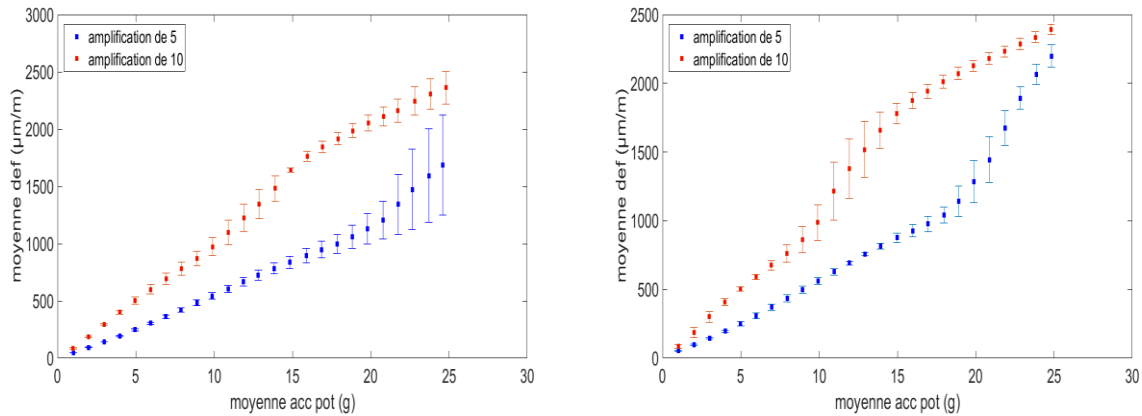 3000
2500
2000
1500
1000
500
0
moyenne def (µm/m)
amplification de 5
amplification de 10
0 5 10 15 20 25 30
moyenne acc pot (g)
2500
2000
1500
1000
500
0
moyenne def (µm/m)
amplification de 5
amplification de 10
0 5 10 15 20 25 30
moyenne acc pot (g)